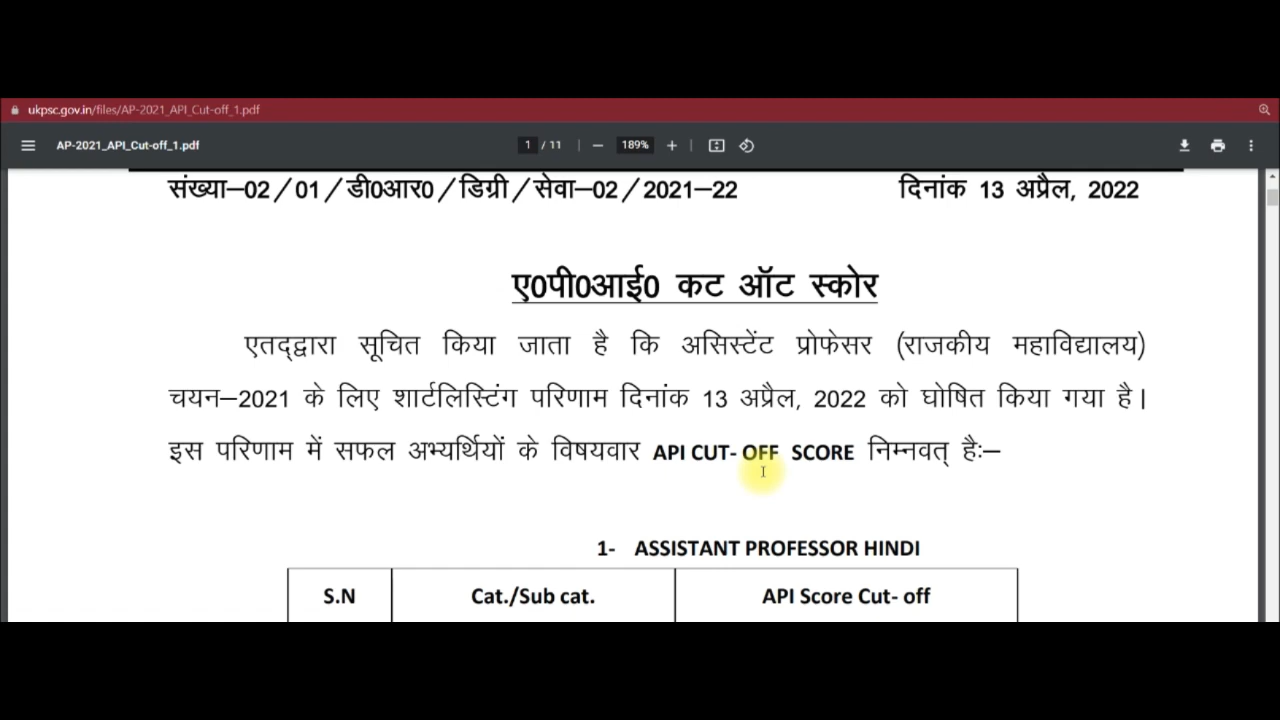 ukpsc.gov.in/files/AP-2021_API_Cut-off_1.pdf
AP-2021_API_Cut-off_1.pdf 1 / 11 — 189% +
संख्या—02/01/डी0आर0/डिग्री/सेवा—02/2021—22 दिनांक 13 अप्रैल, 2022
ए0पी0आई0 कट ऑट स्कोर
एतद्द्वारा सूचित किया जाता है कि असिस्टेंट प्रोफेसर (राजकीय महाविद्यालय)
चयन—2021 के लिए शार्टलिस्टिंग परिणाम दिनांक 13 अप्रैल, 2022 को घोषित किया गया है।
इस परिणाम में सफल अभ्यर्थियों के विषयवार API CUT- OFF SCORE निम्नवत् है:—
1- ASSISTANT PROFESSOR HINDI
S.N Cat./Sub cat. API Score Cut- off